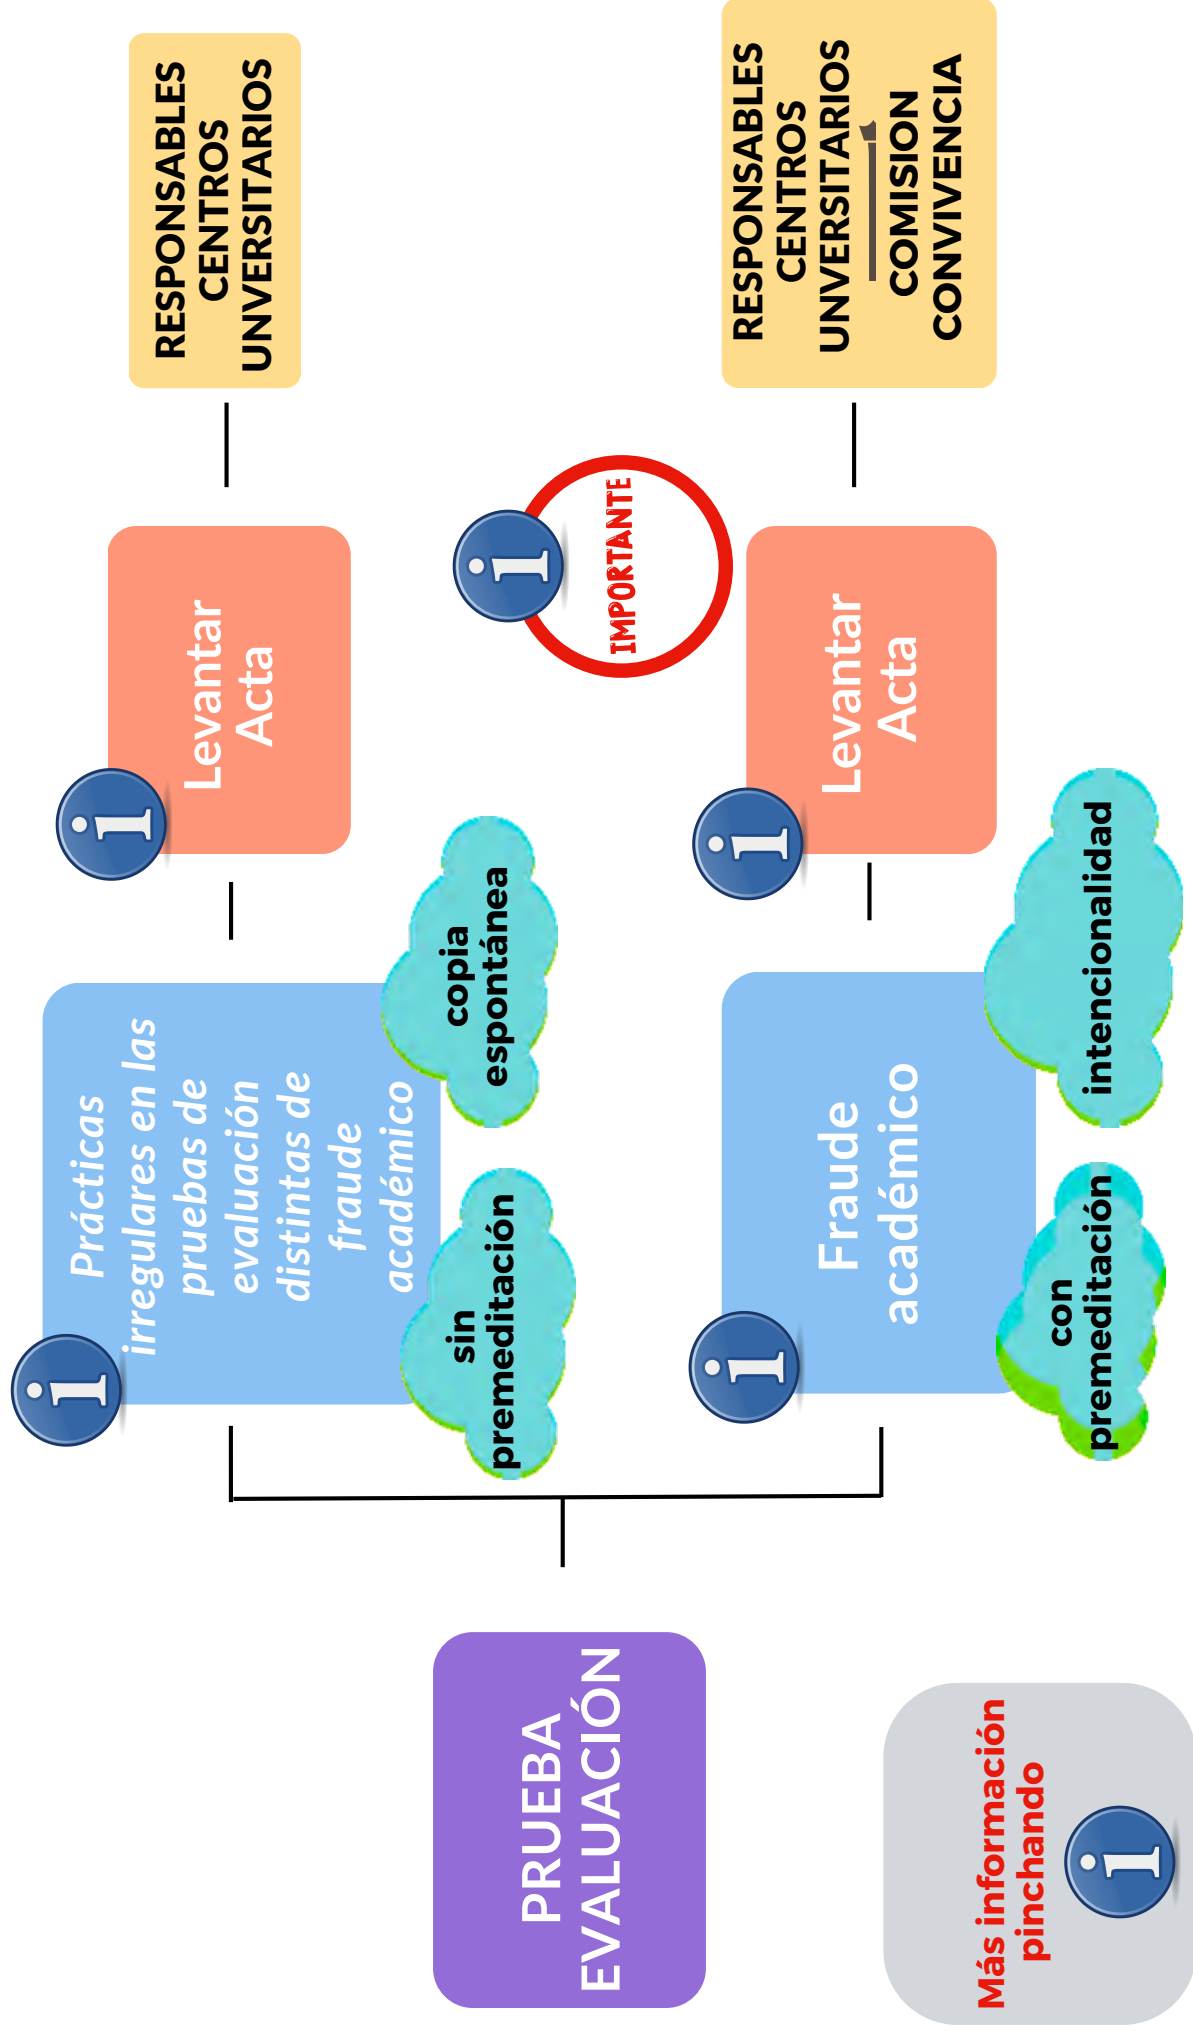 PRUEBA
EVALUACIÓN
Prácticas
irregulares en las
pruebas de
evaluación
distintas de
fraude
académico
sin
premeditación
copia
espontánea
Levantar
Acta
RESPONSABLES
CENTROS
UNVERSITARIOS
IMPORTANTE
Fraude
académico
con
premeditación
intencionalidad
Levantar
Acta
RESPONSABLES
CENTROS
UNVERSITARIOS
COMISION
CONVIVENCIA
Más información
pinchando